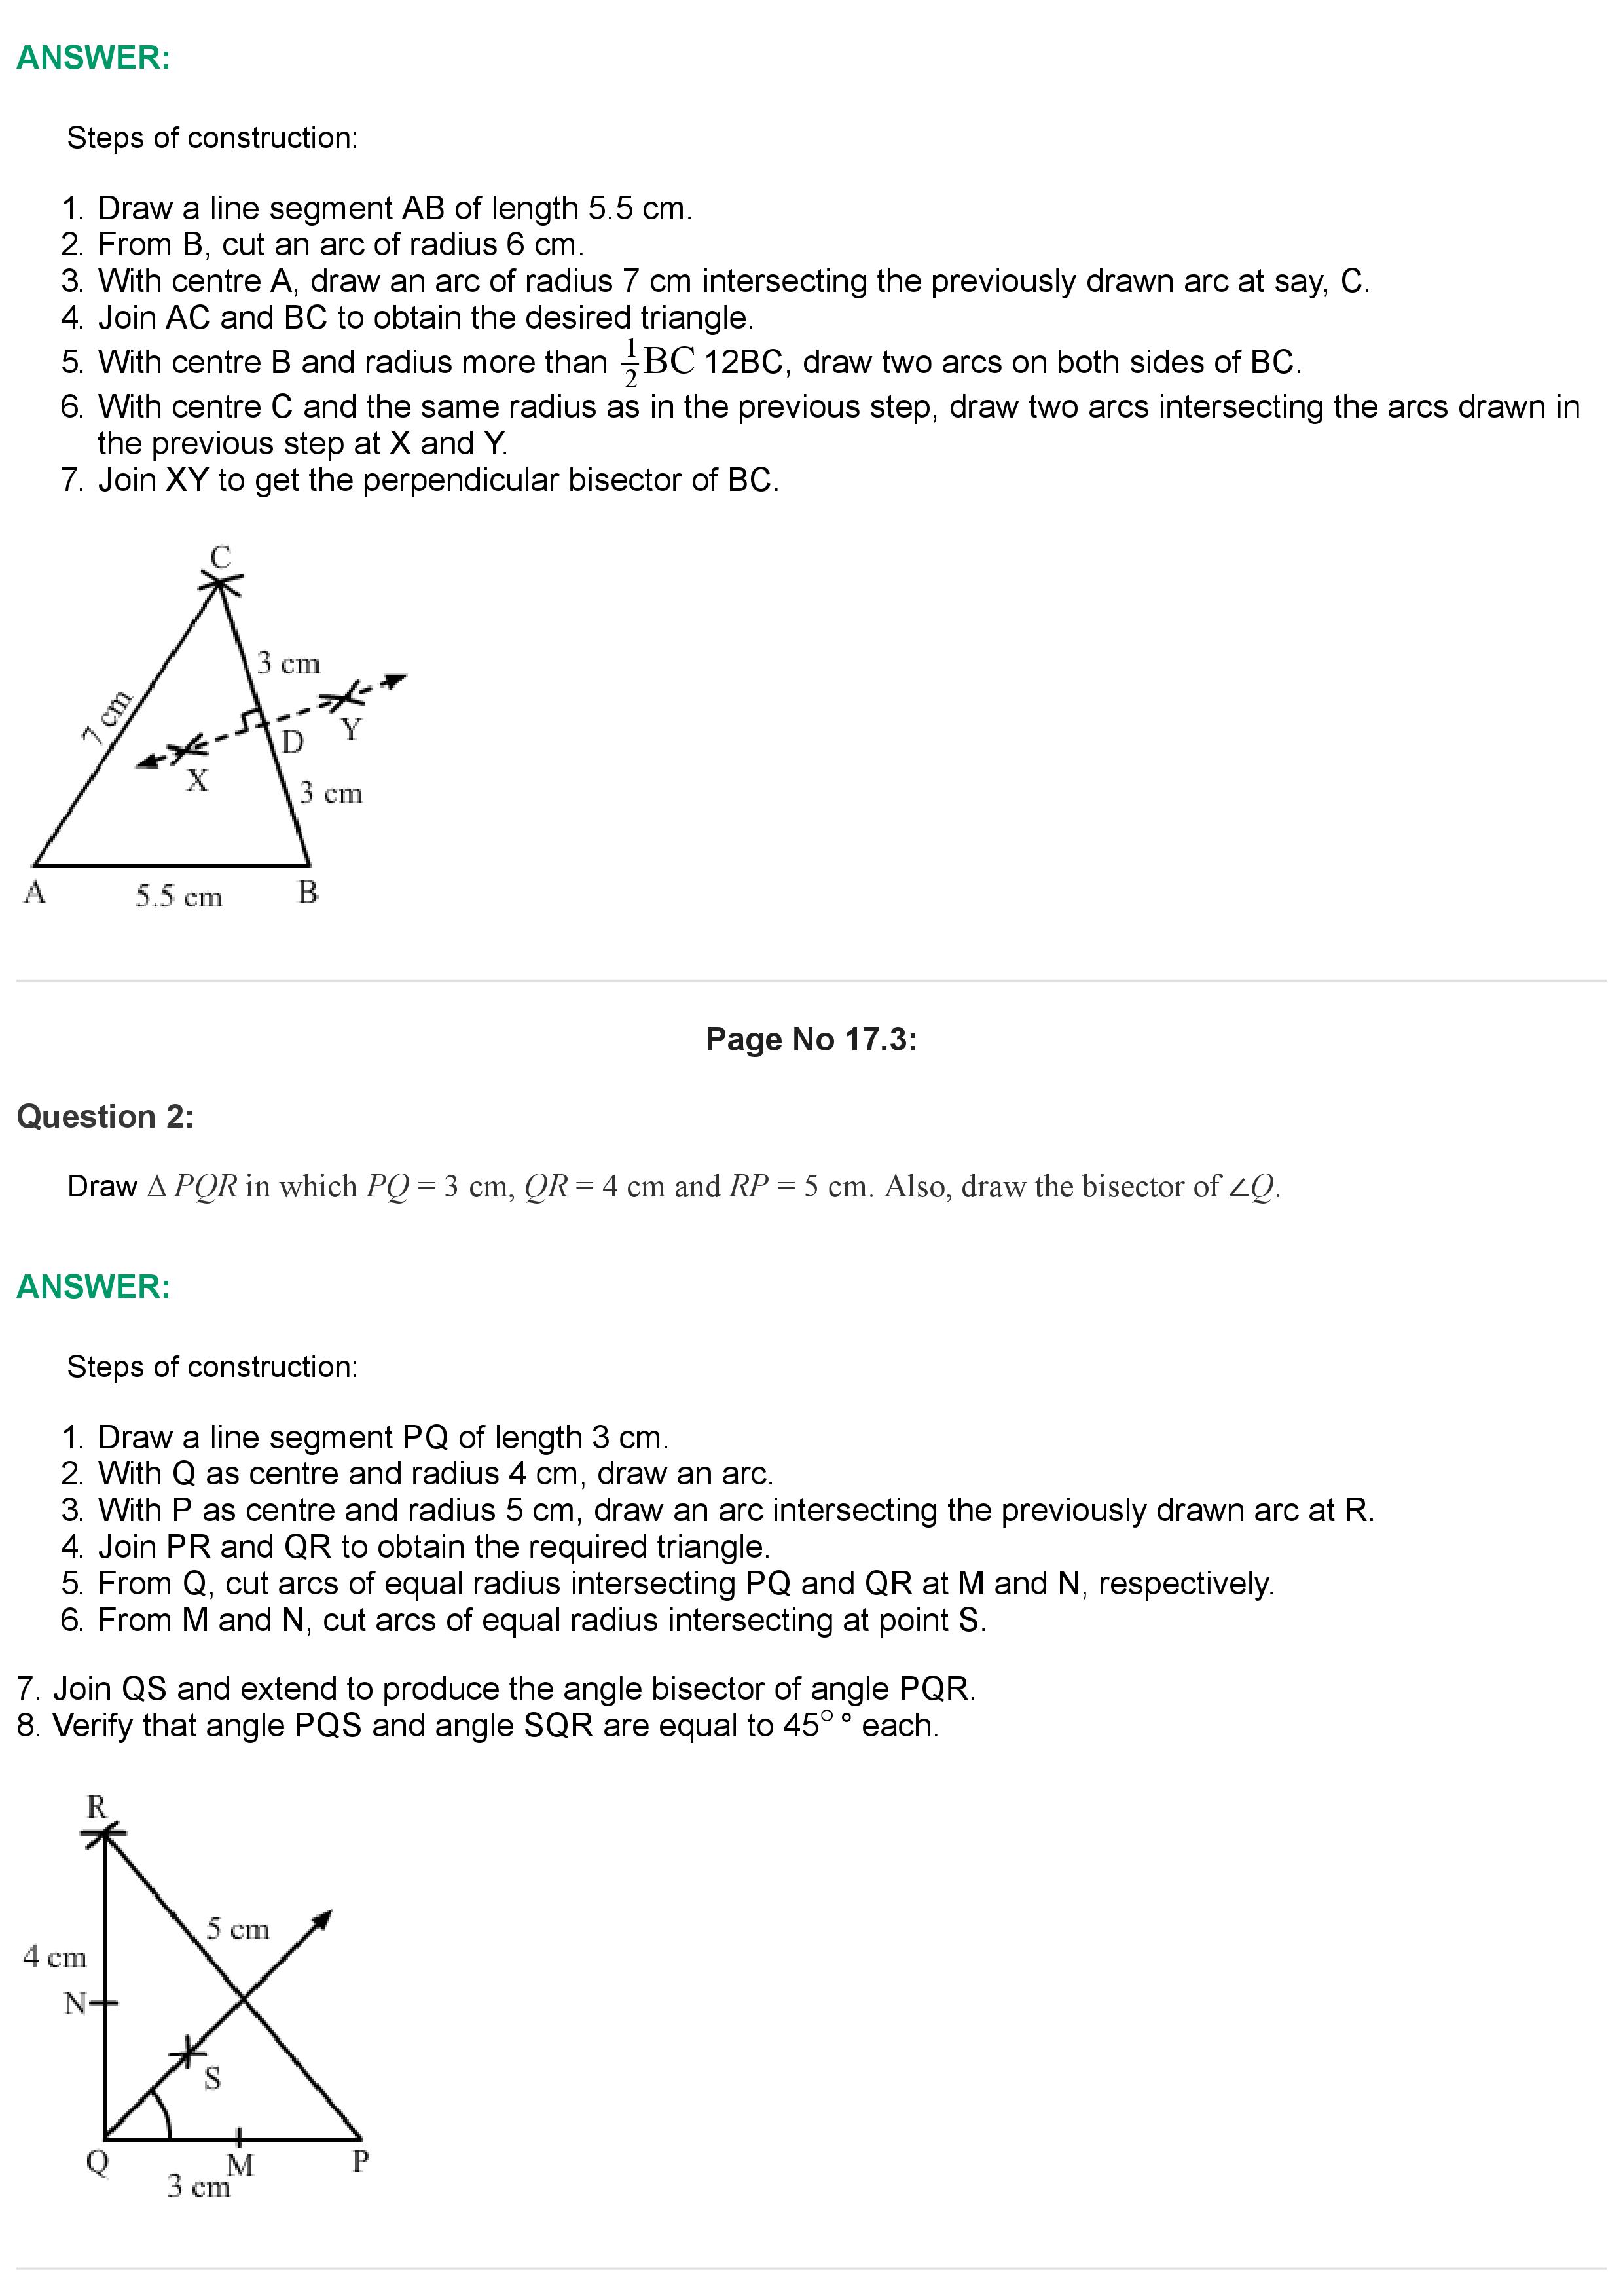 ANSWER:
Steps of construction:
1. Draw a line segment AB of length 5.5 cm.
2. From B, cut an arc of radius 6 cm.
3. With centre A, draw an arc of radius 7 cm intersecting the previously drawn arc at say, C.
4. Join AC and BC to obtain the desired triangle.
5. With centre B and radius more than 1/2 BC 12BC, draw two arcs on both sides of BC.
6. With centre C and the same radius as in the previous step, draw two arcs intersecting the arcs drawn in
the previous step at X and Y.
7. Join XY to get the perpendicular bisector of BC.
C
3 cm
7 cm
Y
D
X
3 cm
A
5.5 cm
B
Page No 17.3:
Question 2:
Draw Δ PQR in which PQ = 3 cm, QR = 4 cm and RP = 5 cm. Also, draw the bisector of ∠Q.
ANSWER:
Steps of construction:
1. Draw a line segment PQ of length 3 cm.
2. With Q as centre and radius 4 cm, draw an arc.
3. With P as centre and radius 5 cm, draw an arc intersecting the previously drawn arc at R.
4. Join PR and QR to obtain the required triangle.
5. From Q, cut arcs of equal radius intersecting PQ and QR at M and N, respectively.
6. From M and N, cut arcs of equal radius intersecting at point S.
7. Join QS and extend to produce the angle bisector of angle PQR.
8. Verify that angle PQS and angle SQR are equal to 45○ ° each.
R
5 cm
4 cm
N
S
Q
M
P
3 cm